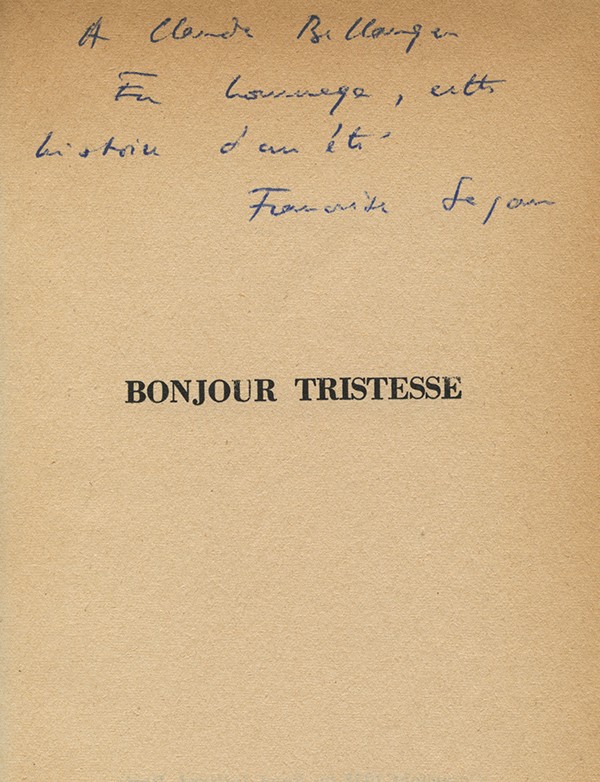 A Claude Bellanger
En hommage, cette
histoire d'un été
Françoise Sagan
BONJOUR TRISTESSE